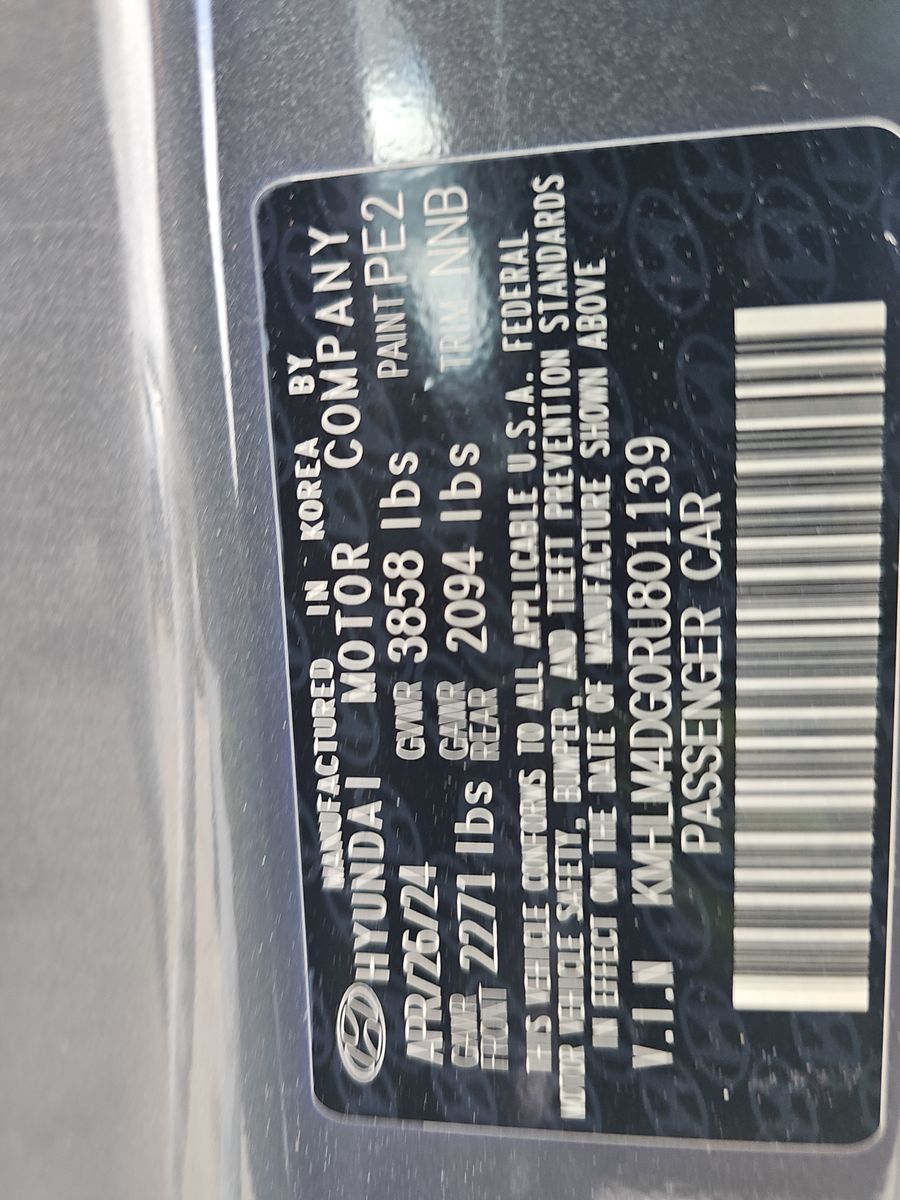 MANUFACTURED IN KOREA BY
HYUNDAI MOTOR COMPANY
APR/26/24 GVWR 3858 lbs PAINT PE2
GAWR FRONT 2271 lbs GAWR REAR 2094 lbs TRIM NNB
THIS VEHICLE CONFORMS TO ALL APPLICABLE U.S.A. FEDERAL
MOTOR VEHICLE SAFETY, BUMPER, AND THEFT PREVENTION STANDARDS
IN EFFECT ON THE DATE OF MANUFACTURE SHOWN ABOVE
V.I.N KMHLM4DG0RU801139
PASSENGER CAR